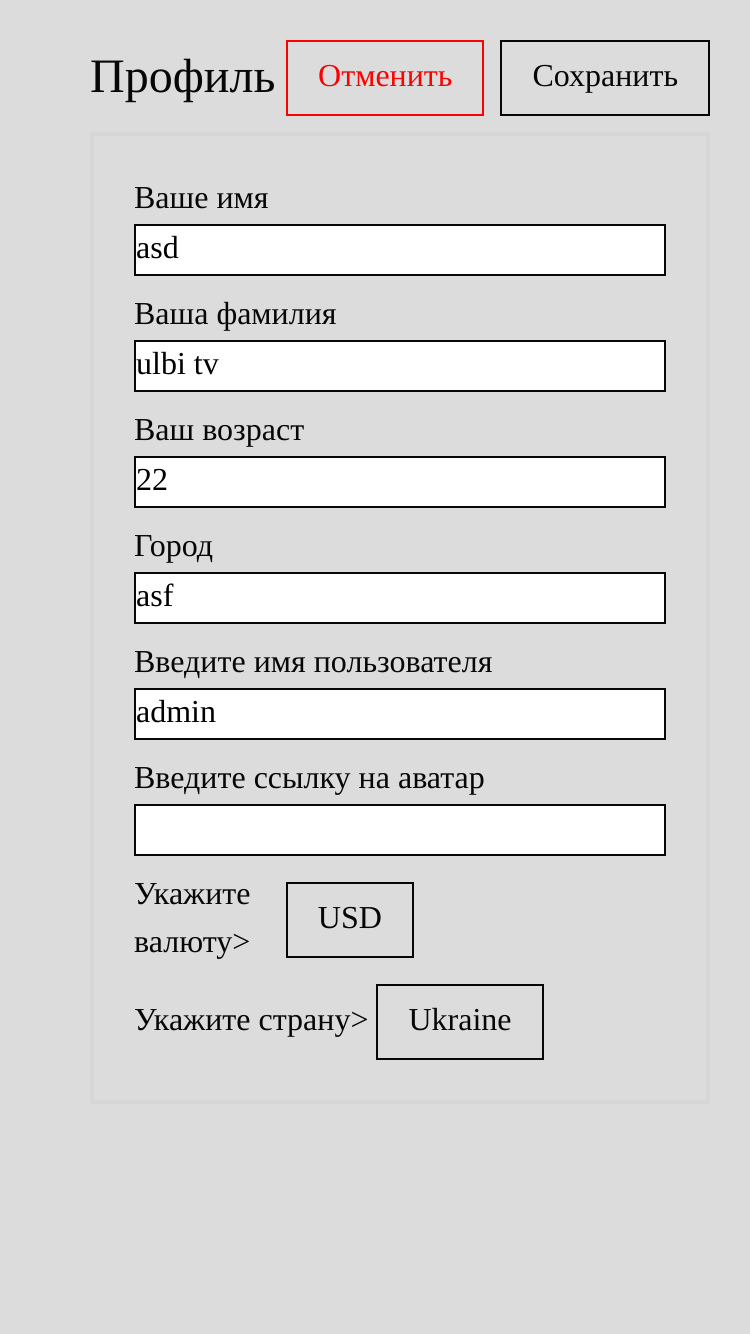 Профиль Отменить Сохранить
Ваше имя
asd
Ваша фамилия
ulbi tv
Ваш возраст
22
Город
asf
Введите имя пользователя
admin
Введите ссылку на аватар
Укажите
валюту> USD
Укажите страну> Ukraine